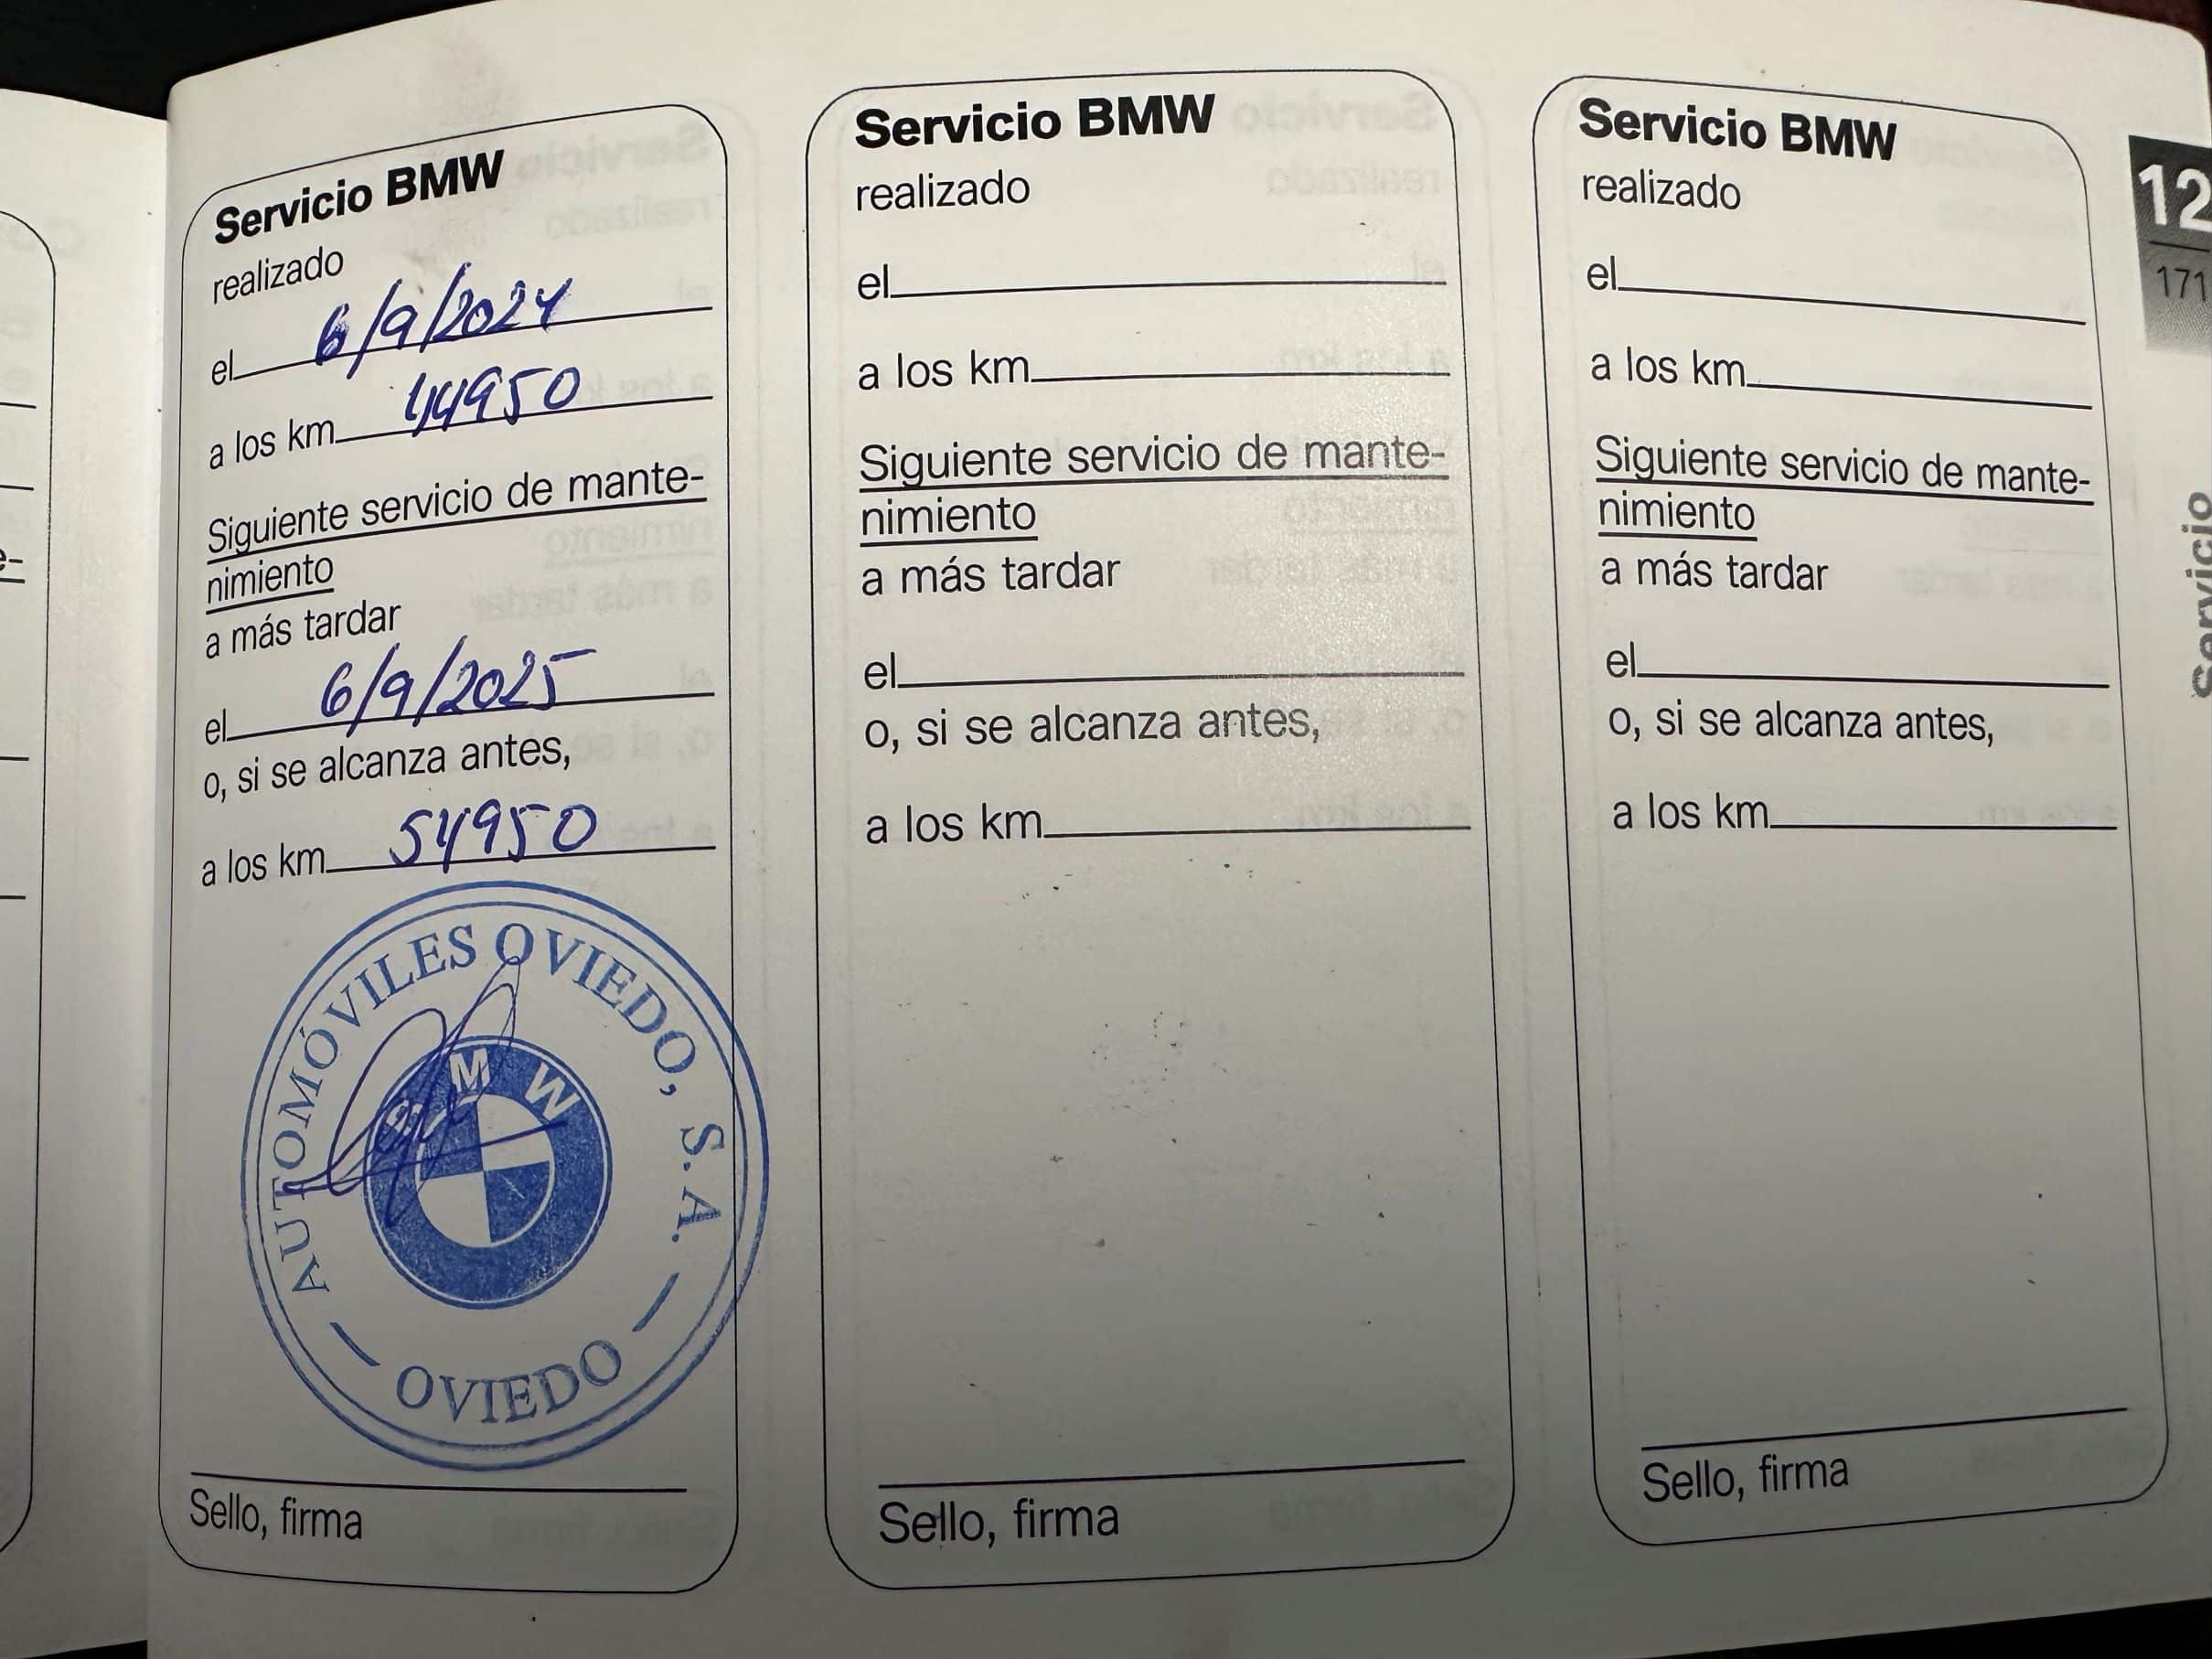 Servicio BMW
realizado
el 6/9/2024
a los km 44950
Siguiente servicio de mante-
nimiento
a más tardar
el 6/9/2025
o, si se alcanza antes,
a los km 54950
AUTOMÓVILES OVIEDO, S.A.
BMW
OVIEDO
Sello, firma
Servicio BMW
realizado
el
a los km
Siguiente servicio de mante-
nimiento
a más tardar
el
o, si se alcanza antes,
a los km
Sello, firma
Servicio BMW
realizado
el
a los km
Siguiente servicio de mante-
nimiento
a más tardar
el
o, si se alcanza antes,
a los km
Sello, firma
12
171
Servicio